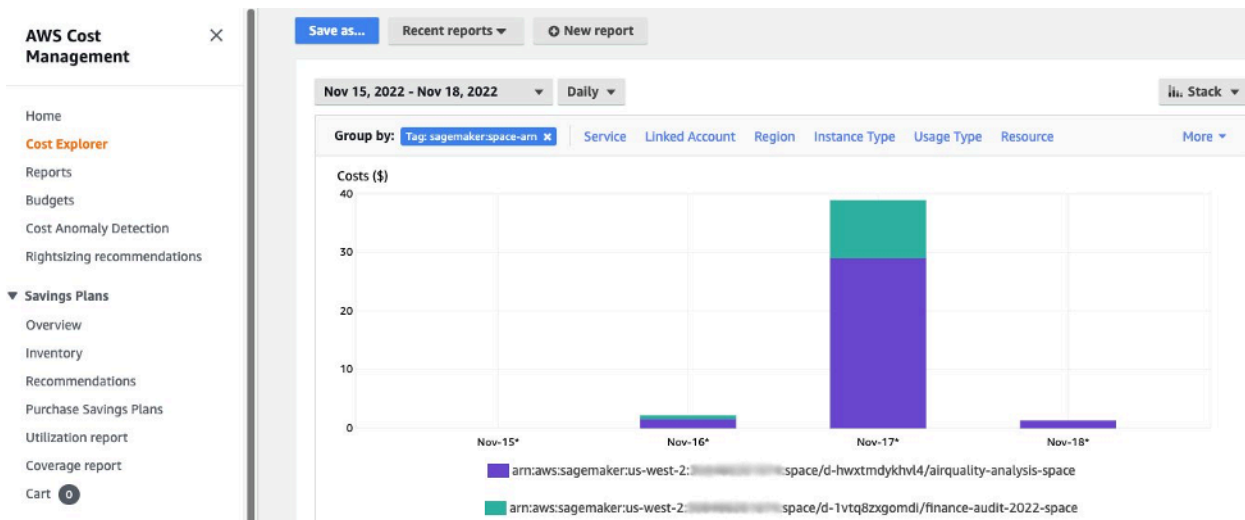 AWS Cost
Management
Home
Cost Explorer
Reports
Budgets
Cost Anomaly Detection
Rightsizing recommendations
Savings Plans
Overview
Inventory
Recommendations
Purchase Savings Plans
Utilization report
Coverage report
Cart 0
Save as... Recent reports New report
Nov 15, 2022 - Nov 18, 2022 Daily Stack
Group by: Tag: sagemaker:space-arn Service Linked Account Region Instance Type Usage Type Resource More
Costs ($)
40
30
20
10
0
Nov-15* Nov-16* Nov-17* Nov-18*
arn:aws:sagemaker:us-west-2: :space/d-hwxtmdykhvl4/airquality-analysis-space
arn:aws:sagemaker:us-west-2: space/d-1vtq8zxgomdi/finance-audit-2022-space